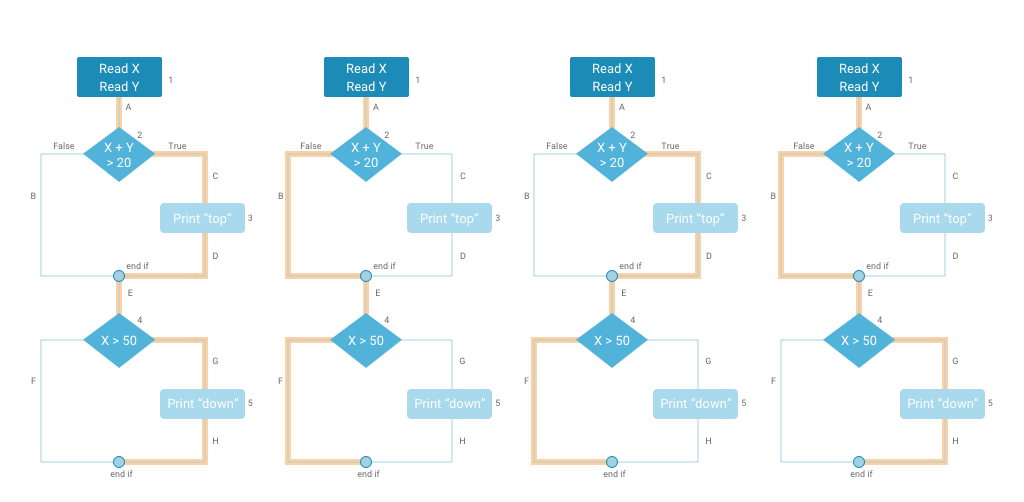 Read X
Read Y
1
A
2
False
True
X + Y
> 20
B
C
Print “top”
3
D
end if
E
4
X > 50
F
G
Print “down”
5
H
end if
Read X
Read Y
1
A
2
False
True
X + Y
> 20
B
C
Print “top”
3
D
end if
E
4
X > 50
F
G
Print “down”
5
H
end if
Read X
Read Y
1
A
2
False
True
X + Y
> 20
B
C
Print “top”
3
D
end if
E
4
X > 50
F
G
Print “down”
5
H
end if
Read X
Read Y
1
A
2
False
True
X + Y
> 20
B
C
Print “top”
3
D
end if
E
4
X > 50
F
G
Print “down”
5
H
end if